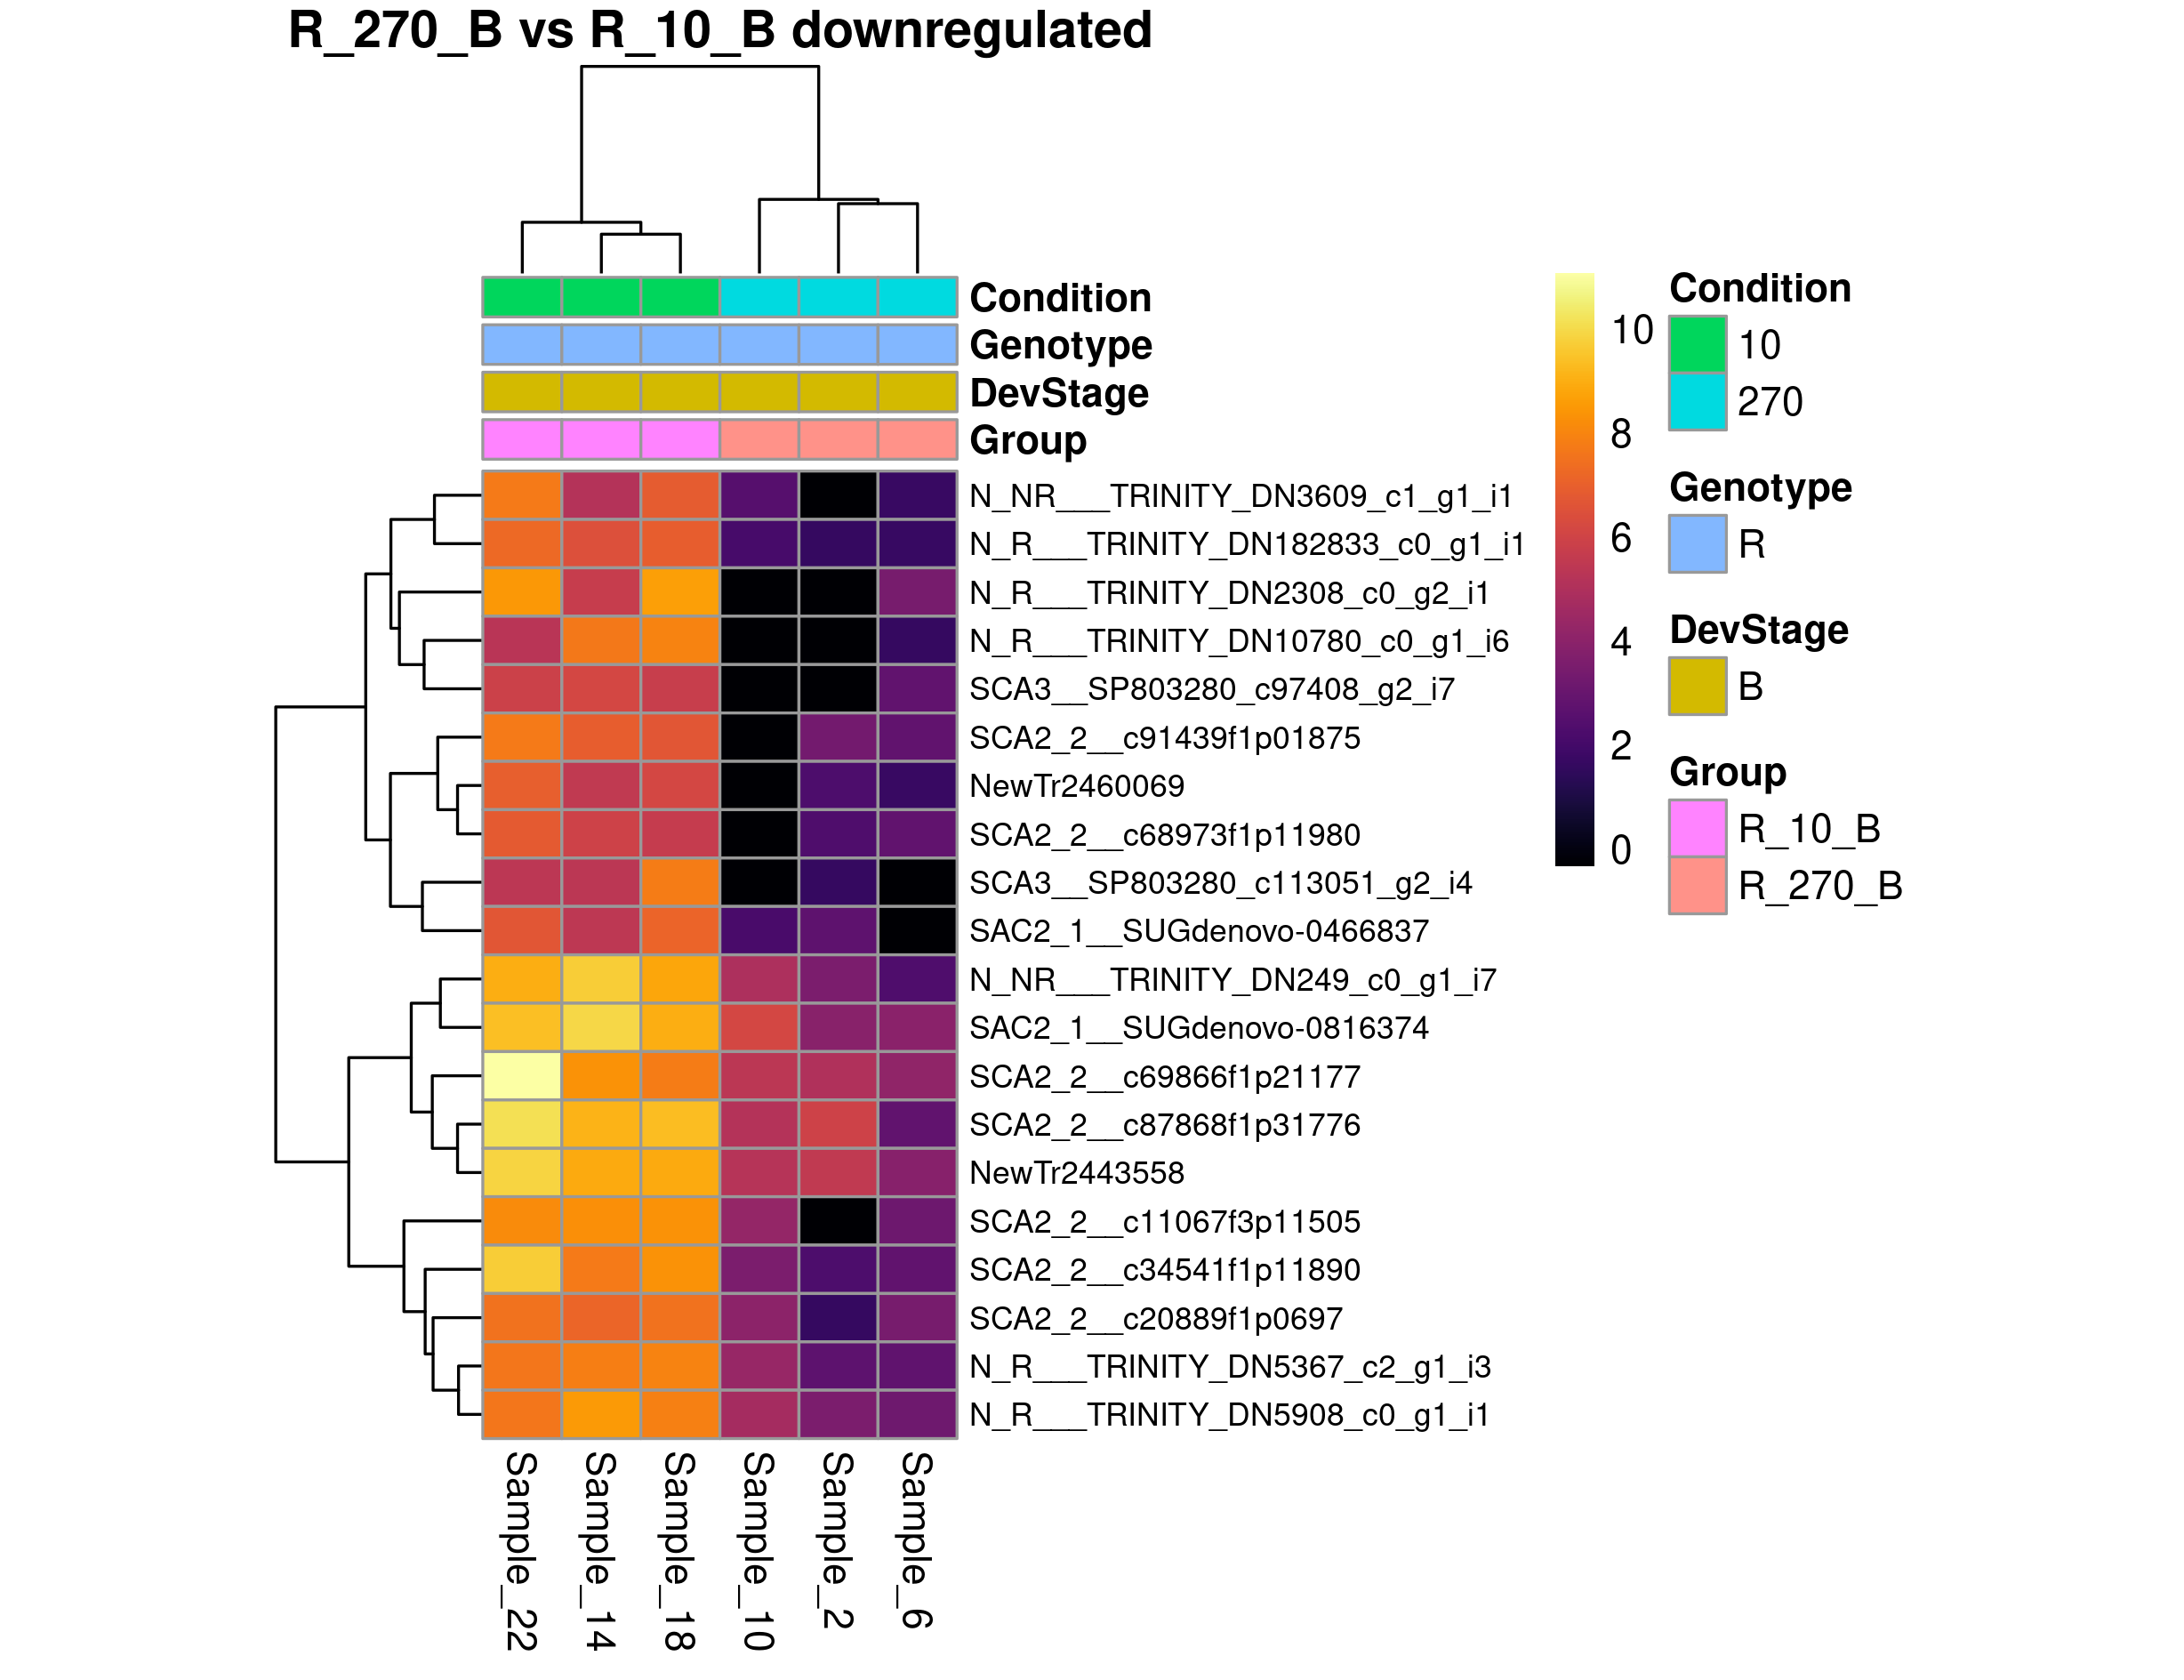 R_270_B vs R_10_B downregulated
Condition
Genotype
DevStage
Group
N_NR___TRINITY_DN3609_c1_g1_i1
N_R___TRINITY_DN182833_c0_g1_i1
N_R___TRINITY_DN2308_c0_g2_i1
N_R___TRINITY_DN10780_c0_g1_i6
SCA3__SP803280_c97408_g2_i7
SCA2_2__c91439f1p01875
NewTr2460069
SCA2_2__c68973f1p11980
SCA3__SP803280_c113051_g2_i4
SAC2_1__SUGdenovo-0466837
N_NR___TRINITY_DN249_c0_g1_i7
SAC2_1__SUGdenovo-0816374
SCA2_2__c69866f1p21177
SCA2_2__c87868f1p31776
NewTr2443558
SCA2_2__c11067f3p11505
SCA2_2__c34541f1p11890
SCA2_2__c20889f1p0697
N_R___TRINITY_DN5367_c2_g1_i3
N_R___TRINITY_DN5908_c0_g1_i1
Sample_22
Sample_14
Sample_18
Sample_10
Sample_2
Sample_6
10
8
6
4
2
0
Condition
10
270
Genotype
R
DevStage
B
Group
R_10_B
R_270_B